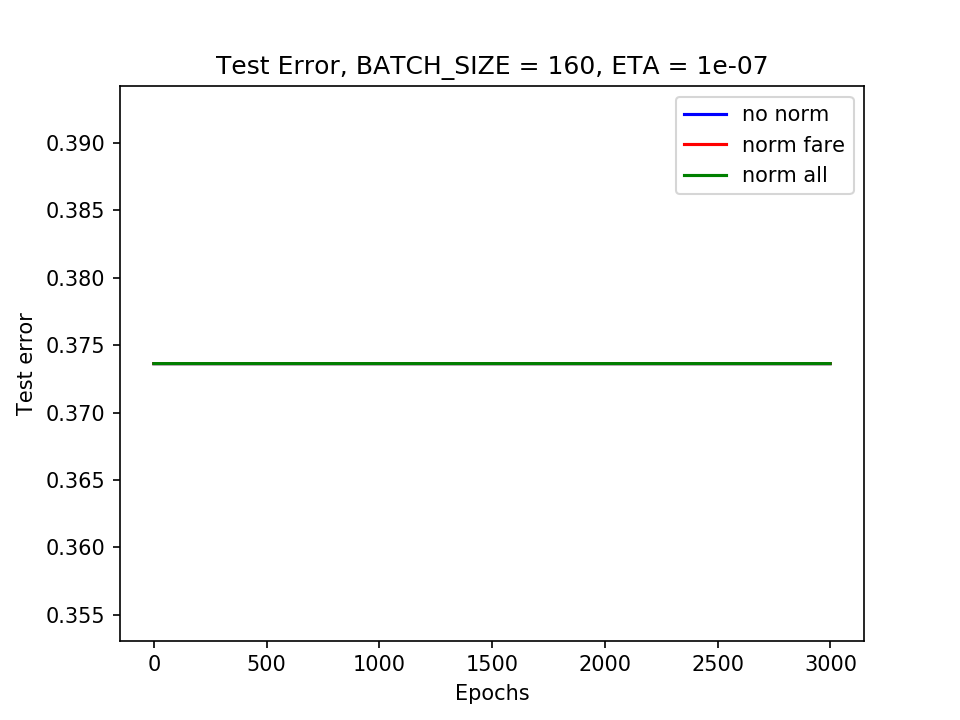 Test Error, BATCH_SIZE = 160, ETA = 1e-07
no norm
norm fare
norm all
0.390
0.385
0.380
0.375
0.370
0.365
0.360
0.355
Test error
0 500 1000 1500 2000 2500 3000
Epochs